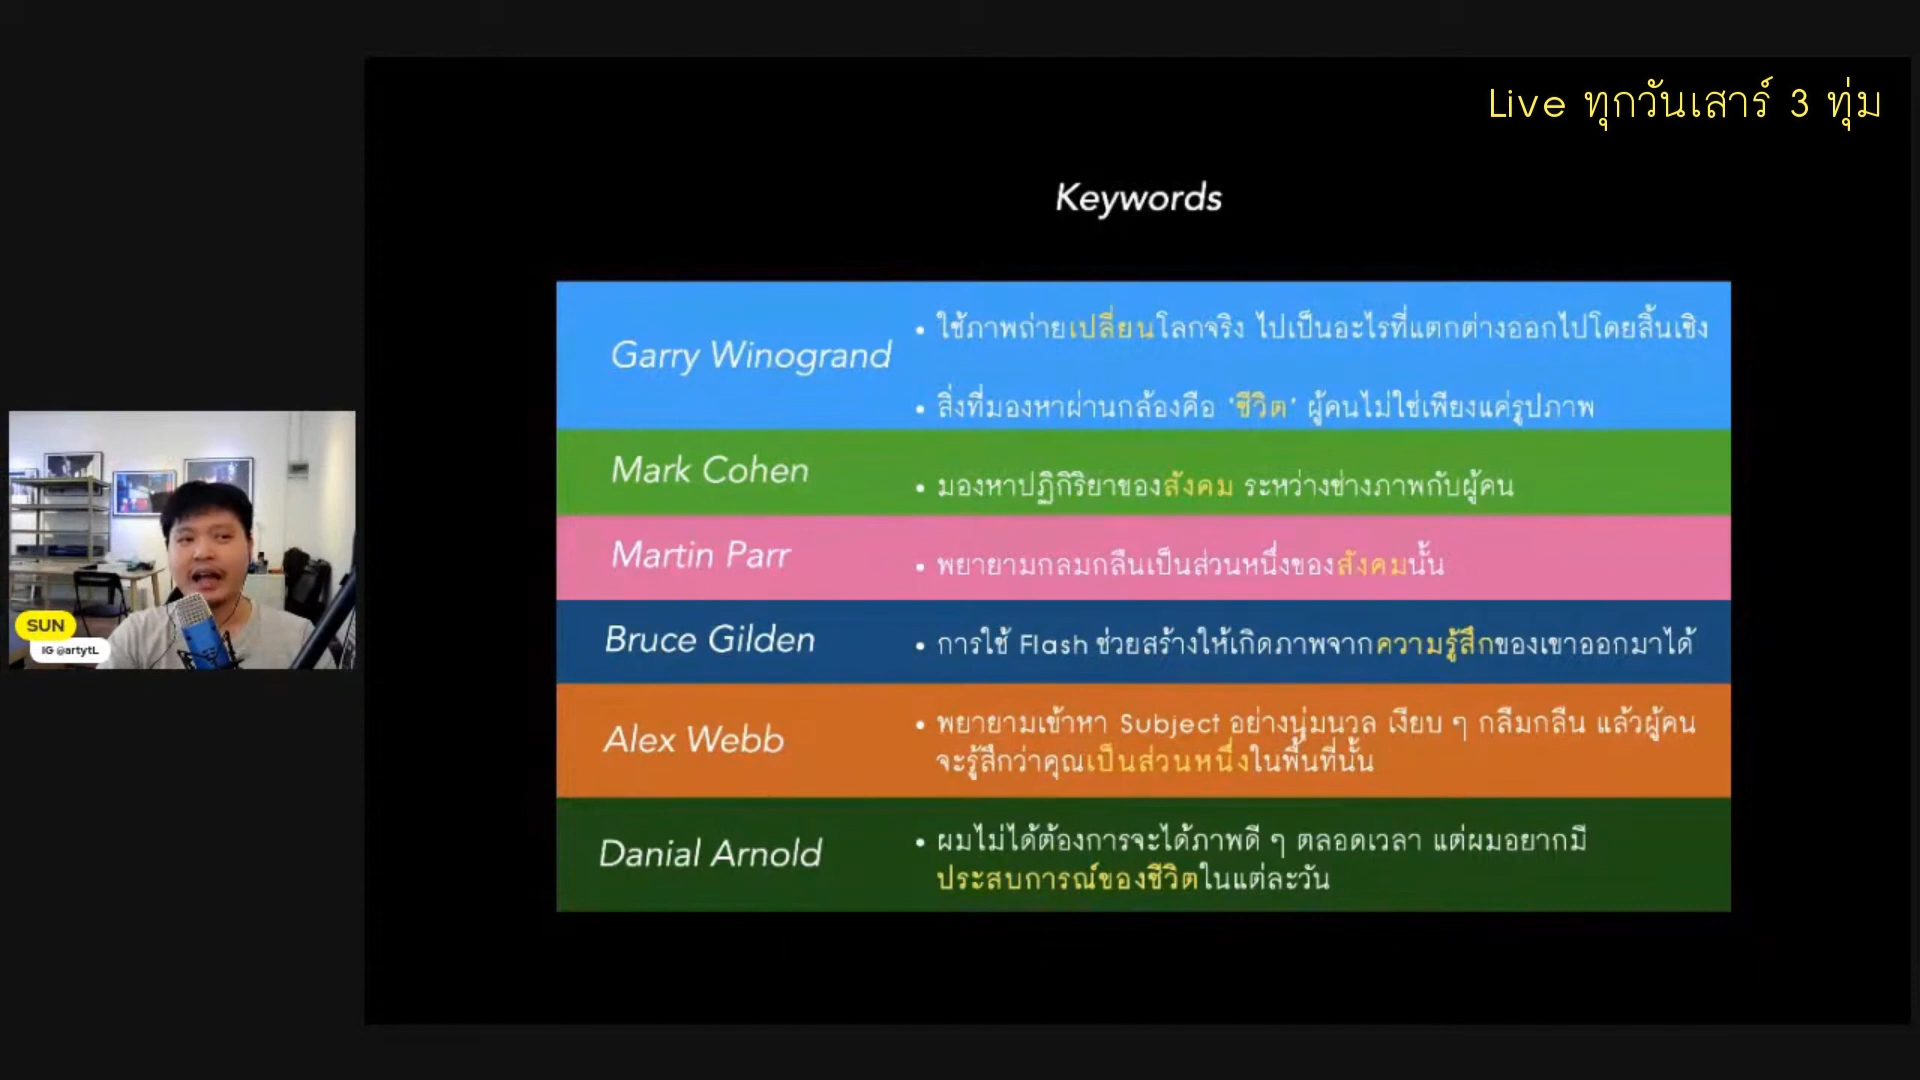 Live ทุกวันเสาร์ 3 ทุ่ม
Keywords
Garry Winogrand
• ใช้ภาพถ่ายเปลี่ยนโลกจริง ไปเป็นอะไรที่แตกต่างออกไปโดยสิ้นเชิง
• สิ่งที่มองหาผ่านกล้องคือ 'ชีวิต' ผู้คนไม่ใช่เพียงแค่รูปภาพ
Mark Cohen
• มองหาปฏิกิริยาของสังคม ระหว่างช่างภาพกับผู้คน
Martin Parr
• พยายามกลมกลืนเป็นส่วนหนึ่งของสังคมนั้น
Bruce Gilden
• การใช้ Flash ช่วยสร้างให้เกิดภาพจากความรู้สึกของเขาออกมาได้
Alex Webb
• พยายามเข้าหา Subject อย่างนุ่มนวล เงียบ ๆ กลืมกลืน แล้วผู้คน
จะรู้สึกว่าคุณเป็นส่วนหนึ่งในพื้นที่นั้น
Danial Arnold
• ผมไม่ได้ต้องการจะได้ภาพดี ๆ ตลอดเวลา แต่ผมอยากมี
ประสบการณ์ของชีวิตในแต่ละวัน
SUN
IG @artytL